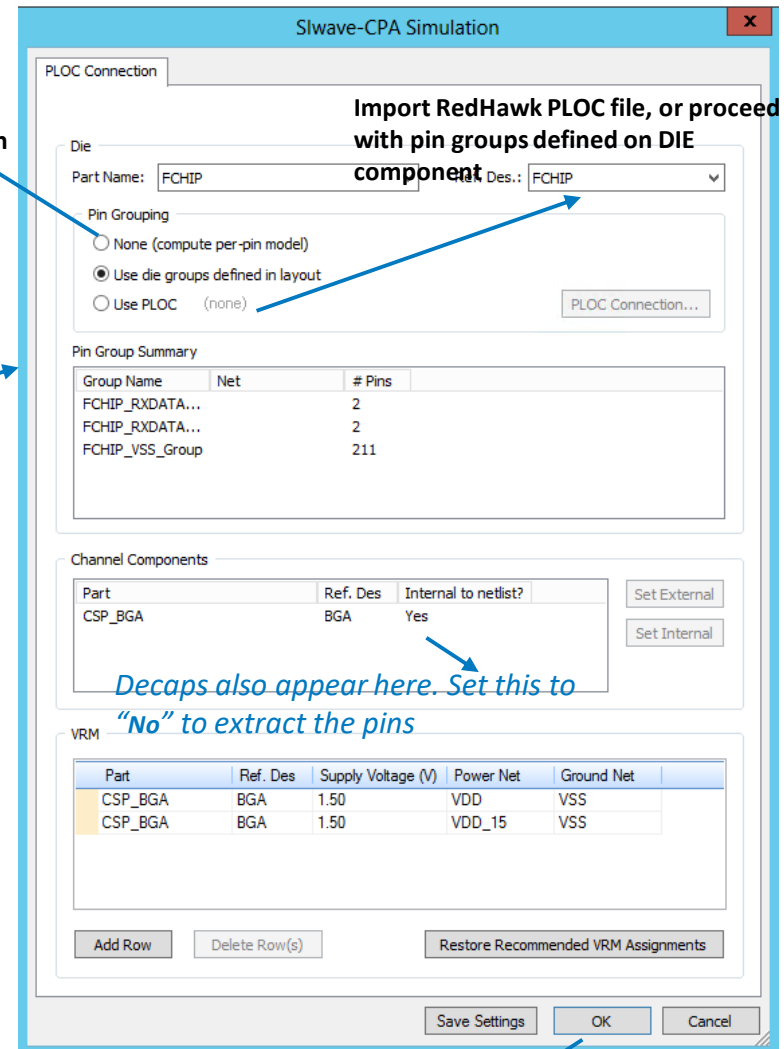 SIwave-CPA Simulation
x
PLOC Connection
Import RedHawk PLOC file, or proceed
with pin groups defined on DIE
component
n
Die
Part Name: FCHIP
Ref. Des.: FCHIP
Pin Grouping
None (compute per-pin model)
Use die groups defined in layout
Use PLOC (none)
PLOC Connection...
Pin Group Summary
Group Name Net # Pins
FCHIP_RXDATA... 2
FCHIP_RXDATA... 2
FCHIP_VSS_Group 211
Channel Components
Part Ref. Des Internal to netlist?
CSP_BGA BGA Yes
Set External
Set Internal
Decaps also appear here. Set this to
“No” to extract the pins
VRM
Part Ref. Des Supply Voltage (V) Power Net Ground Net
CSP_BGA BGA 1.50 VDD VSS
CSP_BGA BGA 1.50 VDD_15 VSS
Add Row Delete Row(s) Restore Recommended VRM Assignments
Save Settings OK Cancel